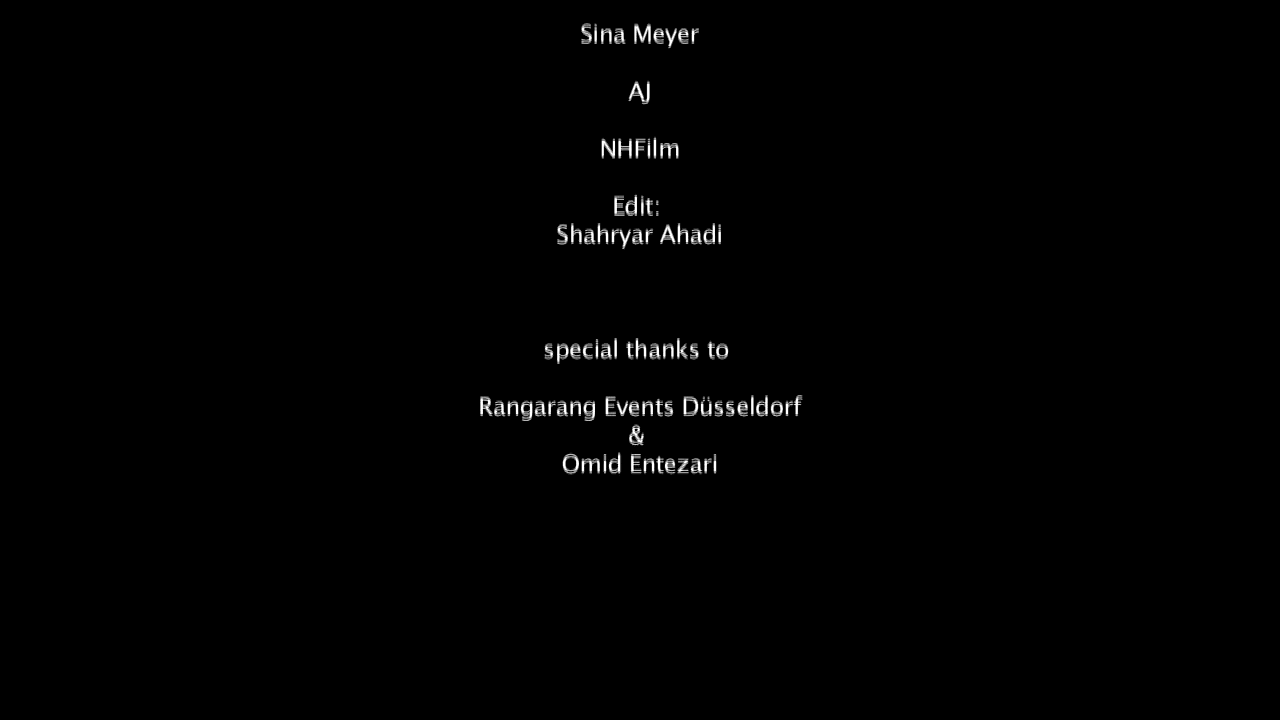 Sina Meyer
AJ
NHFilm
Edit:
Shahryar Ahadi
special thanks to
Rangarang Events Düsseldorf
&
Omid Entezari